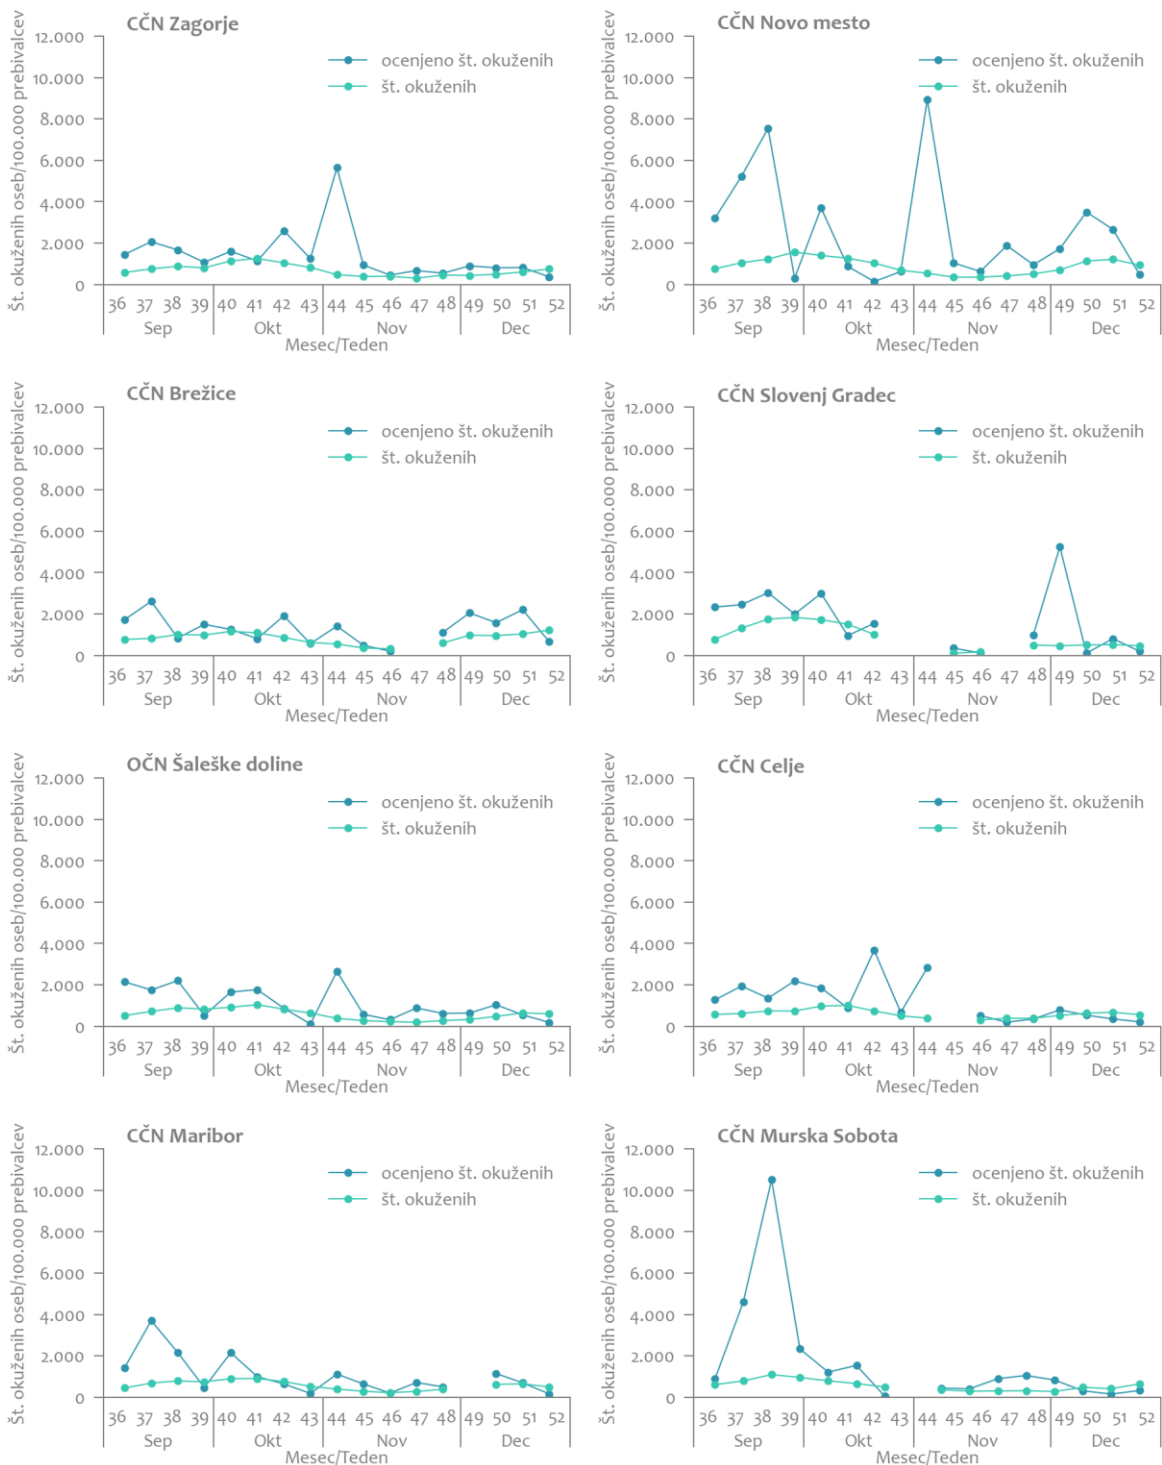 CČN Zagorje
Št. okuženih oseb/100.000 prebivalcev
12.000
10.000
8.000
6.000
4.000
2.000
0
ocenjeno št. okuženih
št. okuženih
36 37 38 39 40 41 42 43 44 45 46 47 48 49 50 51 52
Sep Okt Nov Dec
Mesec/Teden
CČN Novo mesto
Št. okuženih oseb/100.000 prebivalcev
12.000
10.000
8.000
6.000
4.000
2.000
0
ocenjeno št. okuženih
št. okuženih
36 37 38 39 40 41 42 43 44 45 46 47 48 49 50 51 52
Sep Okt Nov Dec
Mesec/Teden
CČN Brežice
Št. okuženih oseb/100.000 prebivalcev
12.000
10.000
8.000
6.000
4.000
2.000
0
ocenjeno št. okuženih
št. okuženih
36 37 38 39 40 41 42 43 44 45 46 47 48 49 50 51 52
Sep Okt Nov Dec
Mesec/Teden
CČN Slovenj Gradec
Št. okuženih oseb/100.000 prebivalcev
12.000
10.000
8.000
6.000
4.000
2.000
0
ocenjeno št. okuženih
št. okuženih
36 37 38 39 40 41 42 43 44 45 46 47 48 49 50 51 52
Sep Okt Nov Dec
Mesec/Teden
OČN Šaleške doline
Št. okuženih oseb/100.000 prebivalcev
12.000
10.000
8.000
6.000
4.000
2.000
0
ocenjeno št. okuženih
št. okuženih
36 37 38 39 40 41 42 43 44 45 46 47 48 49 50 51 52
Sep Okt Nov Dec
Mesec/Teden
CČN Celje
Št. okuženih oseb/100.000 prebivalcev
12.000
10.000
8.000
6.000
4.000
2.000
0
ocenjeno št. okuženih
št. okuženih
36 37 38 39 40 41 42 43 44 45 46 47 48 49 50 51 52
Sep Okt Nov Dec
Mesec/Teden
CČN Maribor
Št. okuženih oseb/100.000 prebivalcev
12.000
10.000
8.000
6.000
4.000
2.000
0
ocenjeno št. okuženih
št. okuženih
36 37 38 39 40 41 42 43 44 45 46 47 48 49 50 51 52
Sep Okt Nov Dec
Mesec/Teden
CČN Murska Sobota
Št. okuženih oseb/100.000 prebivalcev
12.000
10.000
8.000
6.000
4.000
2.000
0
ocenjeno št. okuženih
št. okuženih
36 37 38 39 40 41 42 43 44 45 46 47 48 49 50 51 52
Sep Okt Nov Dec
Mesec/Teden